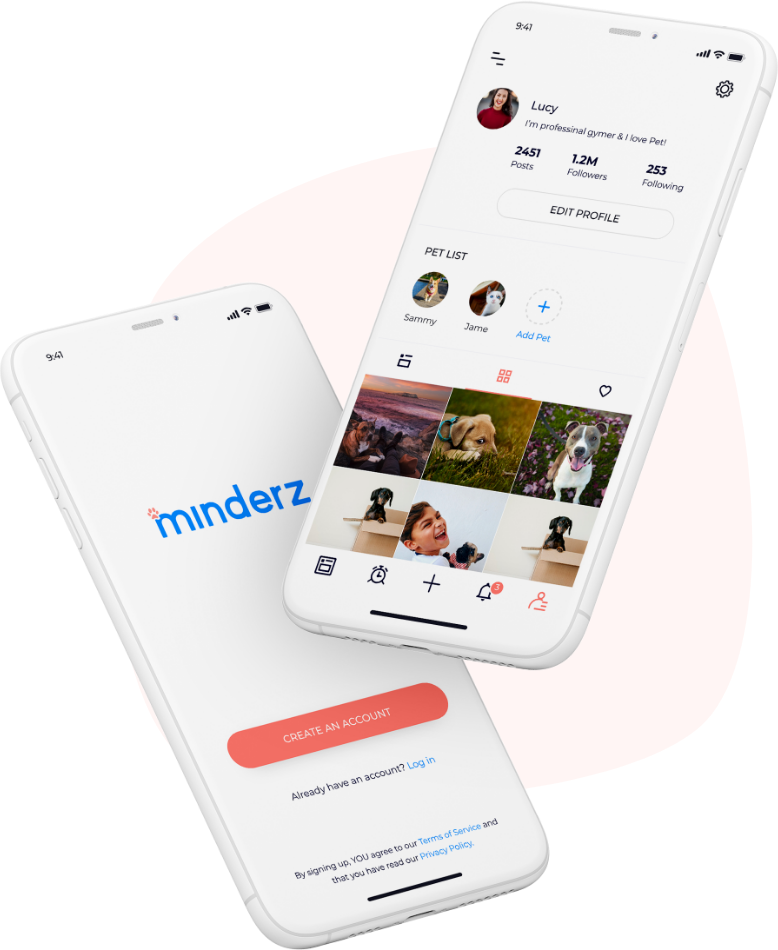 9:41
Lucy
I'm professinal gymer & I love Pet!
2451 1.2M 253
Posts Followers Following
EDIT PROFILE
PET LIST
Sammy Jame Add Pet
3
9:41
minderz
CREATE AN ACCOUNT
Already have an account? Log in
By signing up, YOU agree to our Terms of Service and
that you have read our Privacy Policy.